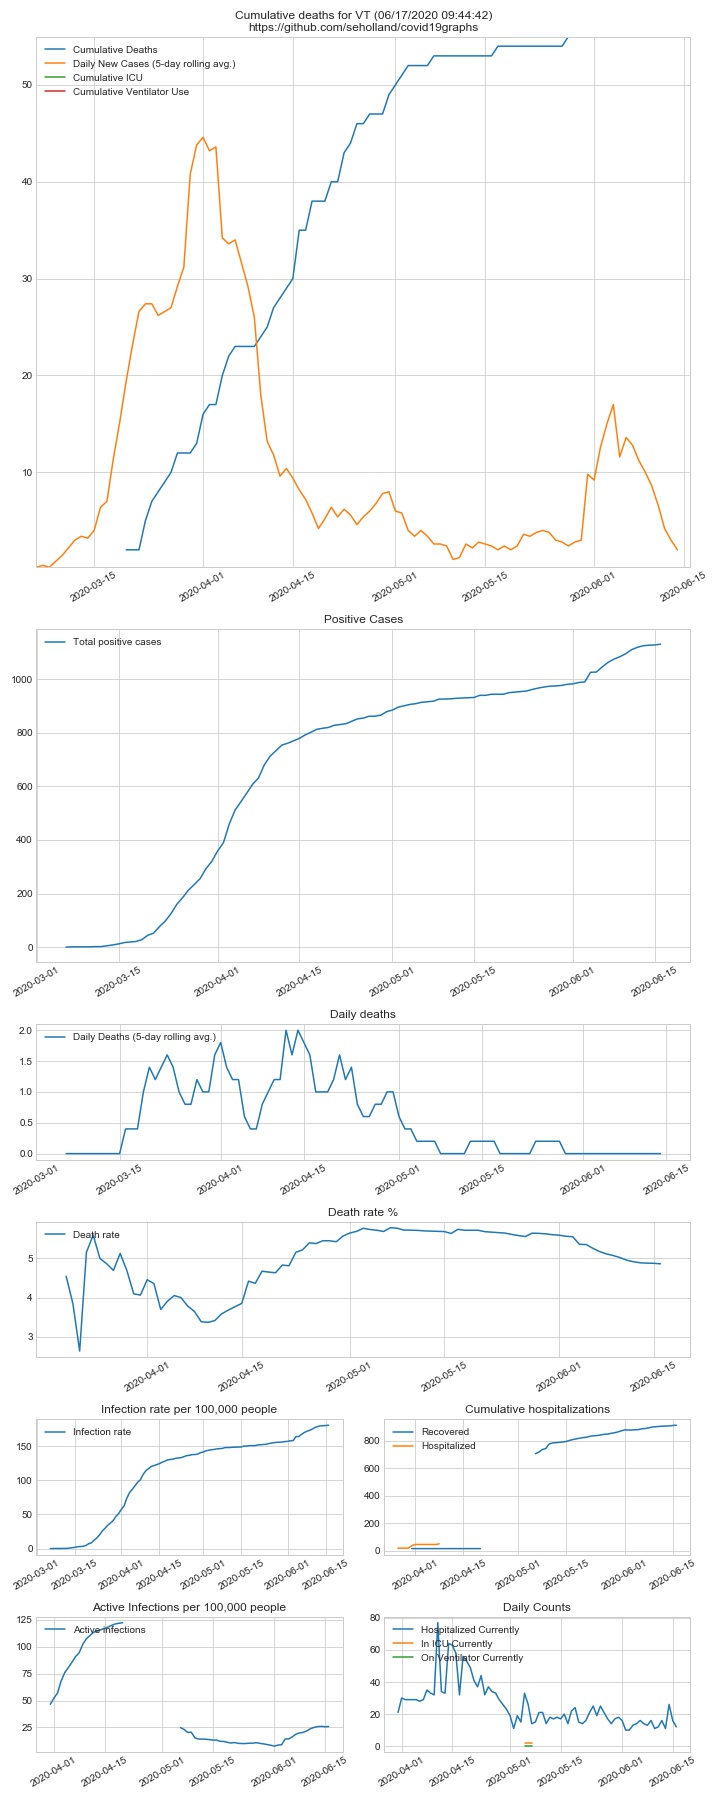 Cumulative deaths for VT (06/17/2020 09:44:42)
https://github.com/seholland/covid19graphs
Cumulative Deaths
Daily New Cases (5-day rolling avg.)
Cumulative ICU
Cumulative Ventilator Use
50
40
30
20
10
2020-03-15 2020-04-01 2020-04-15 2020-05-01 2020-05-15 2020-06-01 2020-06-15
Positive Cases
Total positive cases
1000
800
600
400
200
0
2020-03-01 2020-03-15 2020-04-01 2020-04-15 2020-05-01 2020-05-15 2020-06-01 2020-06-15
Daily deaths
Daily Deaths (5-day rolling avg.)
2.0
1.5
1.0
0.5
0.0
2020-03-01 2020-03-15 2020-04-01 2020-04-15 2020-05-01 2020-05-15 2020-06-01 2020-06-15
Death rate %
Death rate
5
4
3
2020-04-01 2020-04-15 2020-05-01 2020-05-15 2020-06-01 2020-06-15
Infection rate per 100,000 people
Infection rate
150
100
50
0
2020-03-01 2020-03-15 2020-04-01 2020-04-15 2020-05-01 2020-05-15 2020-06-01 2020-06-15
Cumulative hospitalizations
Recovered
Hospitalized
800
600
400
200
0
2020-04-01 2020-04-15 2020-05-01 2020-05-15 2020-06-01 2020-06-15
Active Infections per 100,000 people
Active Infections
125
100
75
50
25
2020-04-01 2020-04-15 2020-05-01 2020-05-15 2020-06-01 2020-06-15
Daily Counts
Hospitalized Currently
In ICU Currently
On Ventilator Currently
80
60
40
20
0
2020-04-01 2020-04-15 2020-05-01 2020-05-15 2020-06-01 2020-06-15